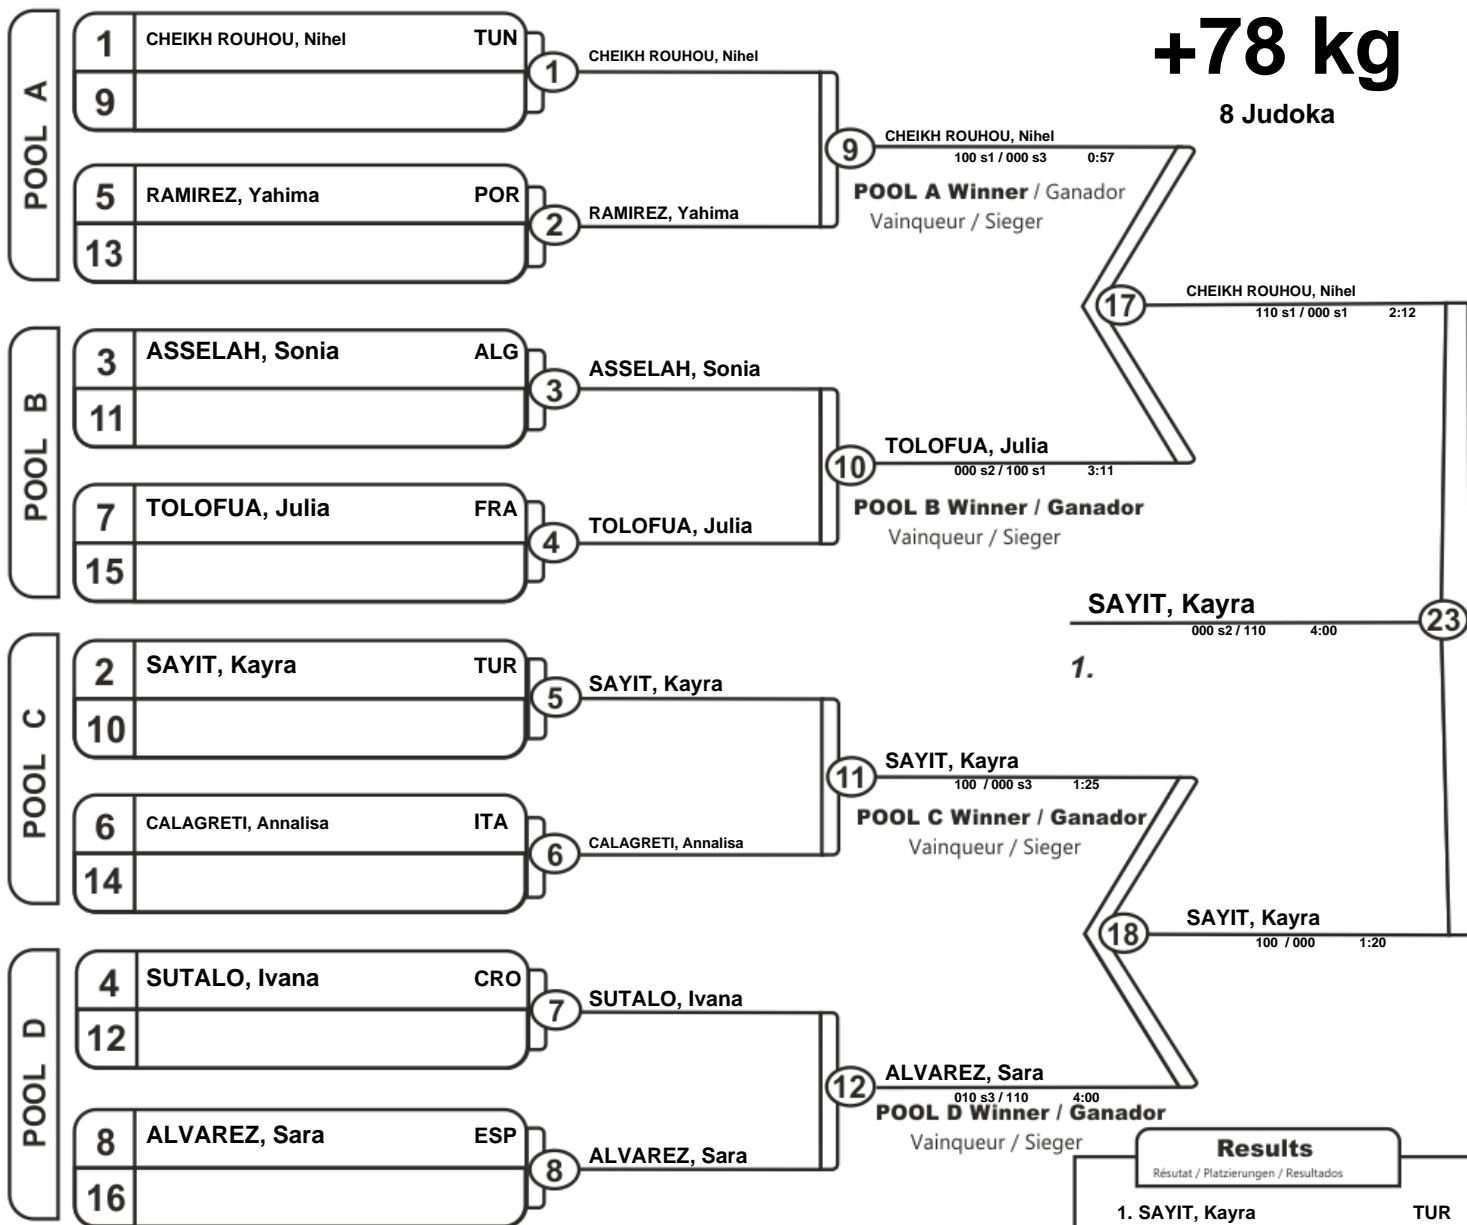 +78 kg
8 Judoka
POOL A
1 CHEIKH ROUHOU, Nihel TUN
9
1
CHEIKH ROUHOU, Nihel
5 RAMIREZ, Yahima POR
13
2
RAMIREZ, Yahima
9
CHEIKH ROUHOU, Nihel
100 s1 / 000 s3 0:57
POOL A Winner / Ganador
Vainqueur / Sieger
POOL B
3 ASSELAH, Sonia ALG
11
3
ASSELAH, Sonia
7 TOLOFUA, Julia FRA
15
4
TOLOFUA, Julia
10
TOLOFUA, Julia
000 s2 / 100 s1 3:11
POOL B Winner / Ganador
Vainqueur / Sieger
17
CHEIKH ROUHOU, Nihel
110 s1 / 000 s1 2:12
SAYIT, Kayra
000 s2 / 110 4:00
23
1.
POOL C
2 SAYIT, Kayra TUR
10
5
SAYIT, Kayra
6 CALAGRETI, Annalisa ITA
14
6
CALAGRETI, Annalisa
11
SAYIT, Kayra
100 / 000 s3 1:25
POOL C Winner / Ganador
Vainqueur / Sieger
POOL D
4 SUTALO, Ivana CRO
12
7
SUTALO, Ivana
8 ALVAREZ, Sara ESP
16
8
ALVAREZ, Sara
12
ALVAREZ, Sara
010 s3 / 110 4:00
POOL D Winner / Ganador
Vainqueur / Sieger
18
SAYIT, Kayra
100 / 000 1:20
Results
Résutat / Platzierungen / Resultados
1. SAYIT, Kayra TUR